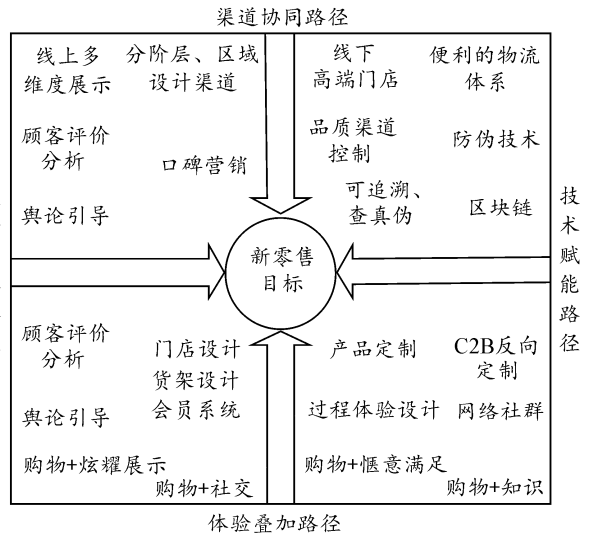 渠道协同路径
线上多
维度展示
分阶层、区域
设计渠道
顾客评价
分析
口碑营销
舆论引导
线下
高端门店
便利的物流
体系
品质渠道
控制
防伪技术
可追溯、
查真伪
区块链
新零售
目标
技术赋能路径
顾客评价
分析
门店设计
货架设计
会员系统
舆论引导
购物+炫耀展示
购物+社交
产品定制
C2B反向
定制
过程体验设计
网络社群
购物+惬意满足
购物+知识
体验叠加路径